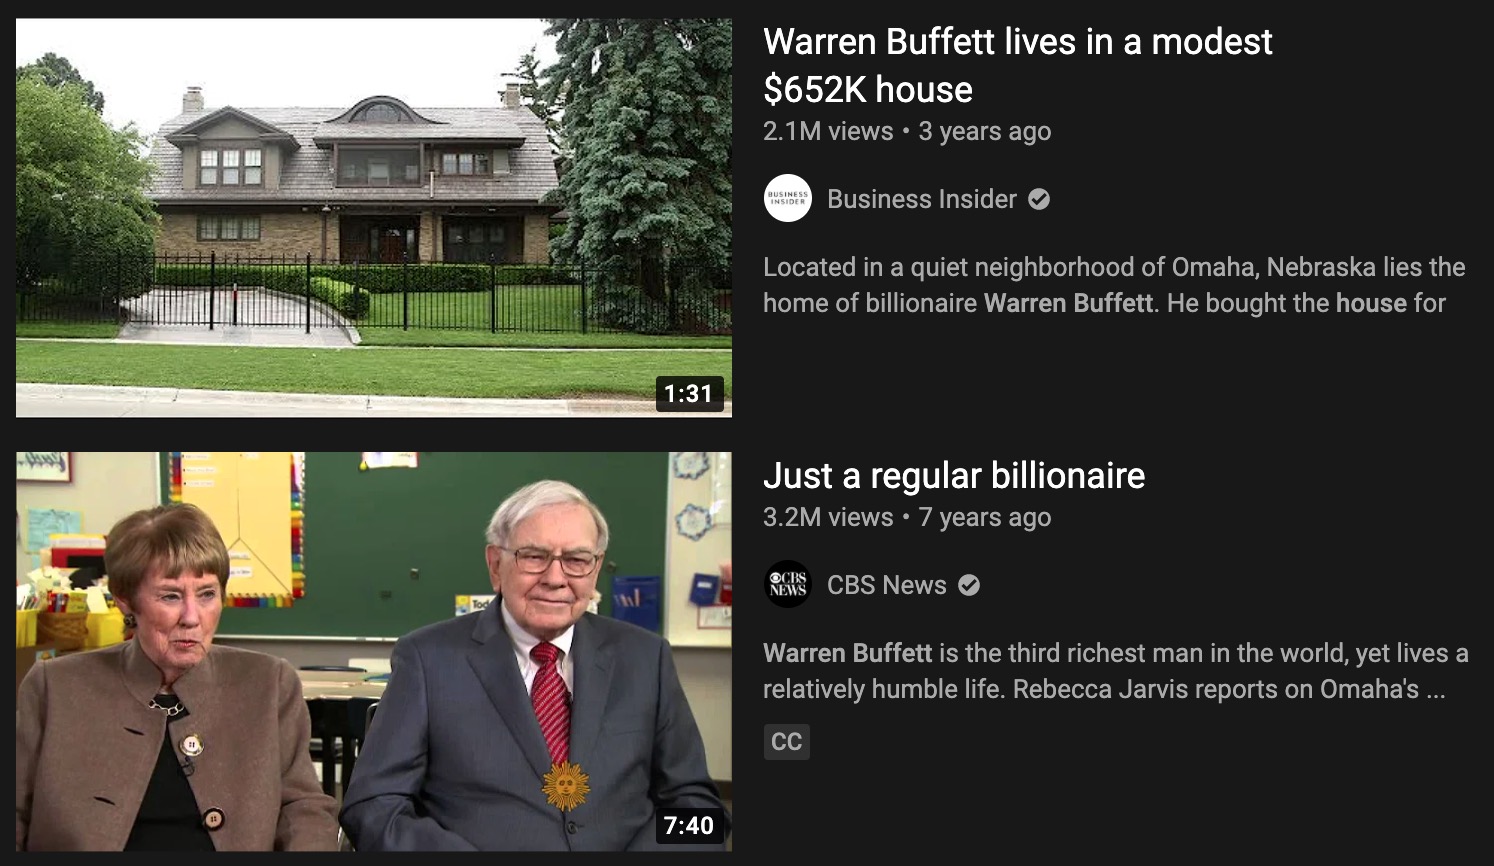 Warren Buffett lives in a modest
$652K house
2.1M views • 3 years ago
BUSINESS
INSIDER
Business Insider
Located in a quiet neighborhood of Omaha, Nebraska lies the
home of billionaire Warren Buffett. He bought the house for
1:31
Just a regular billionaire
3.2M views • 7 years ago
CBS
NEWS
CBS News
Warren Buffett is the third richest man in the world, yet lives a
relatively humble life. Rebecca Jarvis reports on Omaha's ...
CC
7:40